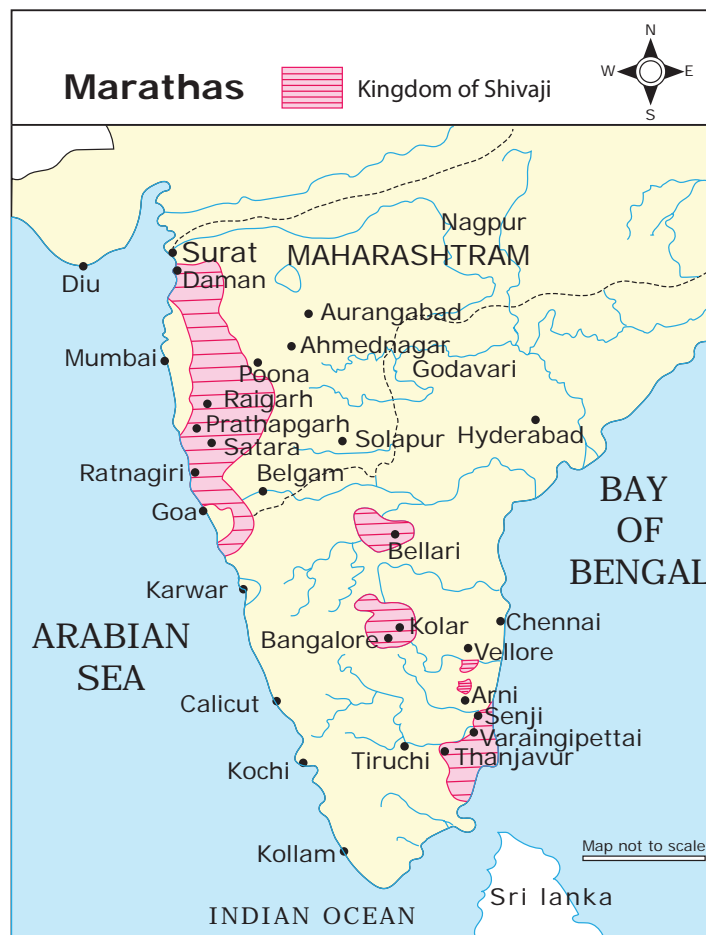 N
Marathas
Kingdom of Shivaji
W
E
S
Nagpur
Surat
MAHARASHTRAM
Diu
Daman
Aurangabad
Mumbai
Ahmednagar
Poona
Godavari
Raigarh
Prathapgarh
Satara
Solapur
Hyderabad
Ratnagiri
Belgam
Goa
BAY
OF
BENGAL
Bellari
Karwar
Chennai
Kolar
Bangalore
ARABIAN
SEA
Vellore
Calicut
Arni
Senji
Varaingipettai
Kochi
Tiruchi
Thanjavur
Map not to scale
Kollam
Sri lanka
INDIAN OCEAN